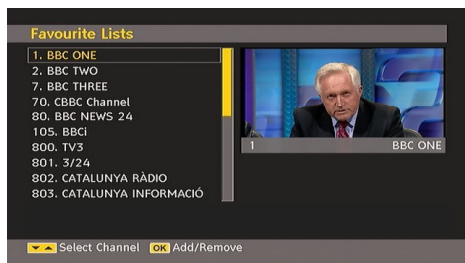 Favourite Lists
1. BBC ONE
2. BBC TWO
7. BBC THREE
70. CBBC Channel
80. BBC NEWS 24
105. BBCi
800. TV3
801. 3/24
802. CATALUNYA RÀDIO
803. CATALUNYA INFORMACIÓ
1 BBC ONE
Select Channel OK Add/Remove